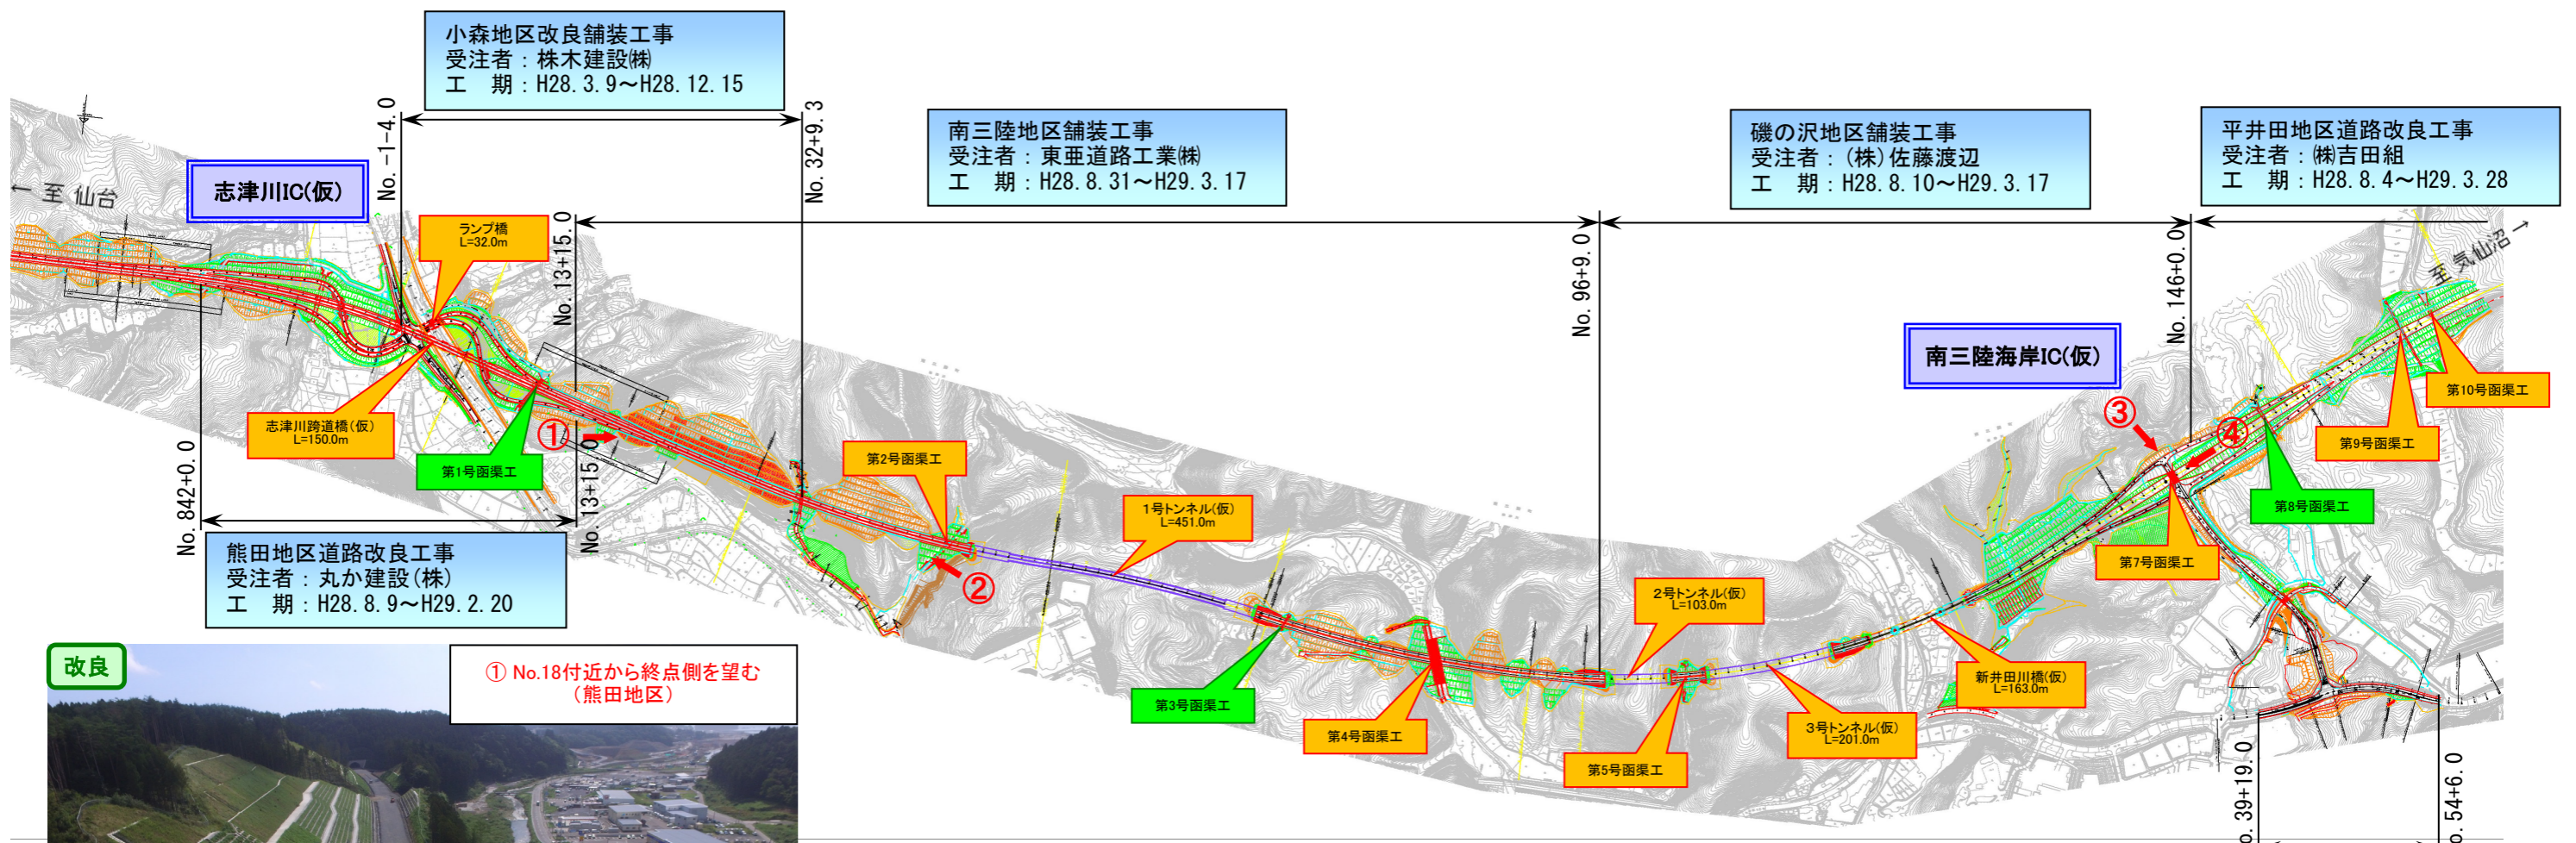 小森地区改良舗装工事
受注者：株木建設㈱
工　期：H28.3.9～H28.12.15
南三陸地区舗装工事
受注者：東亜道路工業㈱
工　期：H28.8.31～H29.3.17
磯の沢地区舗装工事
受注者：(株)佐藤渡辺
工　期：H28.8.10～H29.3.17
平井田地区道路改良工事
受注者：㈱吉田組
工　期：H28.8.4～H29.3.28
No.-1-4.0
No.32+9.3
No.13+15.0
No.96+9.0
No.146+0.0
← 至 仙台
志津川IC(仮)
ランプ橋
L=32.0m
至 気仙沼 →
南三陸海岸IC(仮)
志津川跨道橋(仮)
L=150.0m
第1号函渠工
①
第2号函渠工
②
1号トンネル(仮)
L=451.0m
第3号函渠工
第4号函渠工
2号トンネル(仮)
L=103.0m
第5号函渠工
3号トンネル(仮)
L=201.0m
新井田川橋(仮)
L=163.0m
③
④
第7号函渠工
第8号函渠工
第9号函渠工
第10号函渠工
No.842+0.0
No.13+15.0
熊田地区道路改良工事
受注者：丸か建設(株)
工　期：H28.8.9～H29.2.20
改良
① No.18付近から終点側を望む
（熊田地区）
o.39+19.0
o.54+6.0